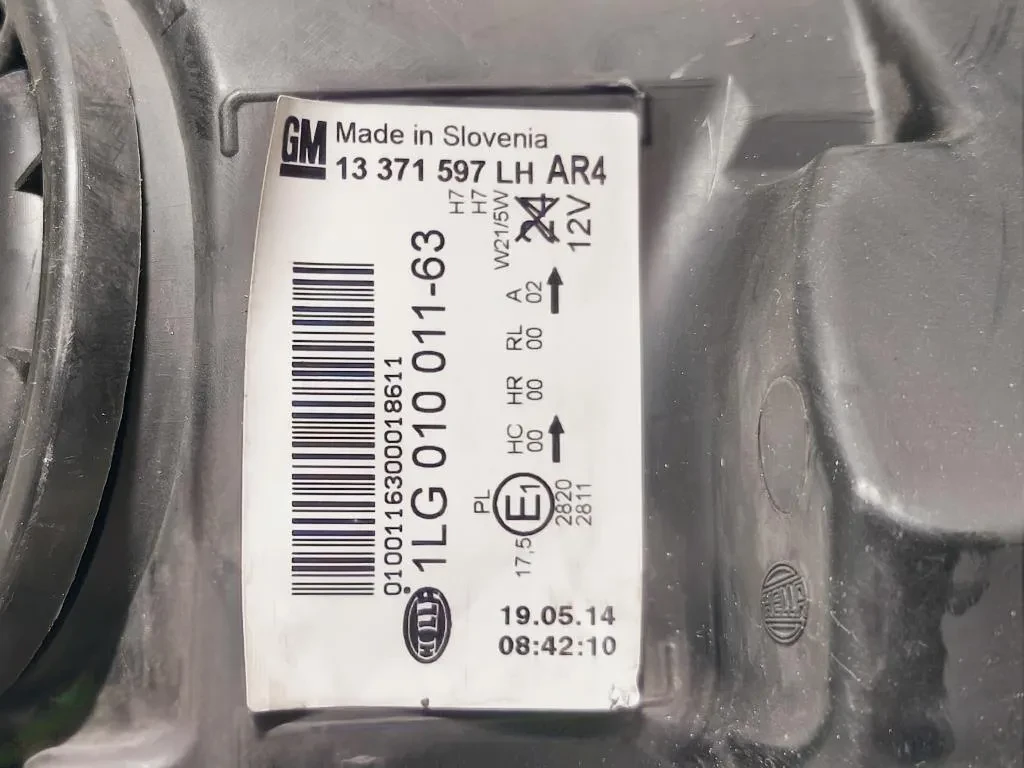 GM
Made in Slovenia
13 371 597 LH AR4
H7
H7
W21/5W
24
12V
A
02
RL
00
HR
00
HC
00
PL
E1
17,5
2820
2811
0100116300018611
1LG 010 011-63
HELLA
19.05.14
08:42:10
HELLA